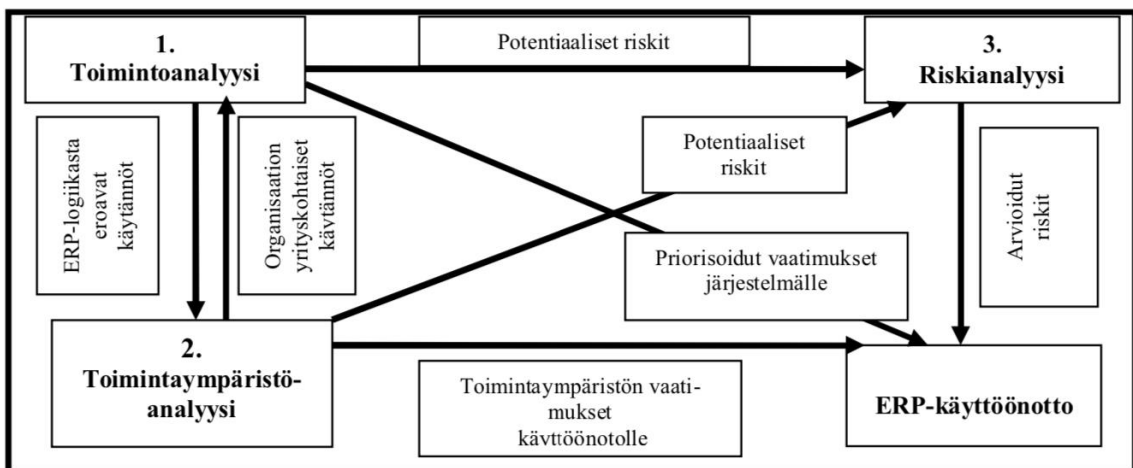 1.
Toimintoanalyysi
Potentiaaliset riskit
3.
Riskianalyysi
ERP-logiikasta
eroavat
käytännöt
Organisaation
yrityskohtaiset
käytännöt
Potentiaaliset
riskit
Arvioidut
riskit
Priorisoidut vaatimukset
järjestelmälle
2.
Toimintaympäristö-
analyysi
Toimintaympäristön vaati-
mukset
käyttöönotolle
ERP-käyttöönotto